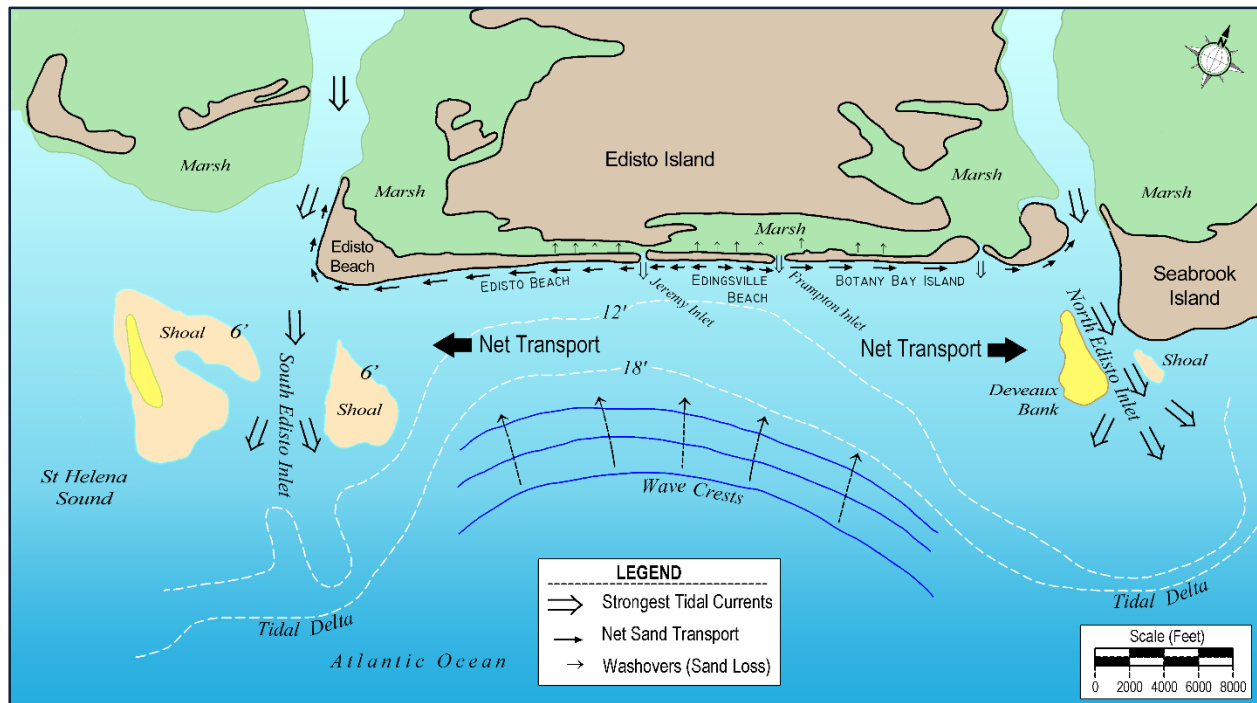 N
Marsh
Edisto Island
Marsh
Marsh
Marsh
Marsh
Edisto
Beach
Seabrook
Island
EDISTO BEACH
Jeremy Inlet
EDINGSVILLE
BEACH
Frampton Inlet
BOTANY BAY ISLAND
North Edisto Inlet
12'
Shoal
6'
6'
Shoal
Net Transport
Net Transport
Shoal
18'
Deveaux
Bank
South Edisto Inlet
St Helena
Sound
Wave Crests
LEGEND
Strongest Tidal Currents
Net Sand Transport
Washovers (Sand Loss)
Tidal Delta
Tidal Delta
Atlantic Ocean
Scale (Feet)
0 2000 4000 6000 8000